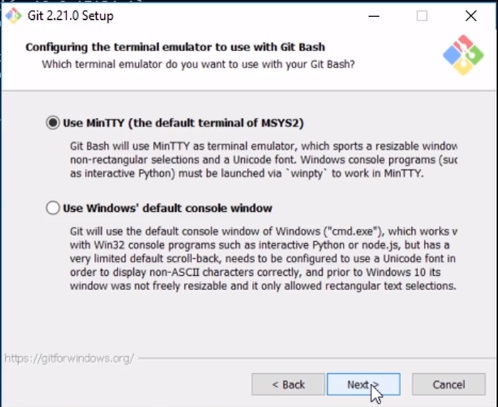 Git 2.21.0 Setup
Configuring the terminal emulator to use with Git Bash
Which terminal emulator do you want to use with your Git Bash?
Use MinTTY (the default terminal of MSYS2)
Git Bash will use MinTTY as terminal emulator, which sports a resizable window
non-rectangular selections and a Unicode font. Windows console programs (suc
as interactive Python) must be launched via `winpty` to work in MinTTY.
Use Windows' default console window
Git will use the default console window of Windows ("cmd.exe"), which works
with Win32 console programs such as interactive Python or node.js, but has a
very limited default scroll-back, needs to be configured to use a Unicode font in
order to display non-ASCII characters correctly, and prior to Windows 10 its
window was not freely resizable and it only allowed rectangular text selections.
https://gitforwindows.org/
< Back
Next >
Cancel